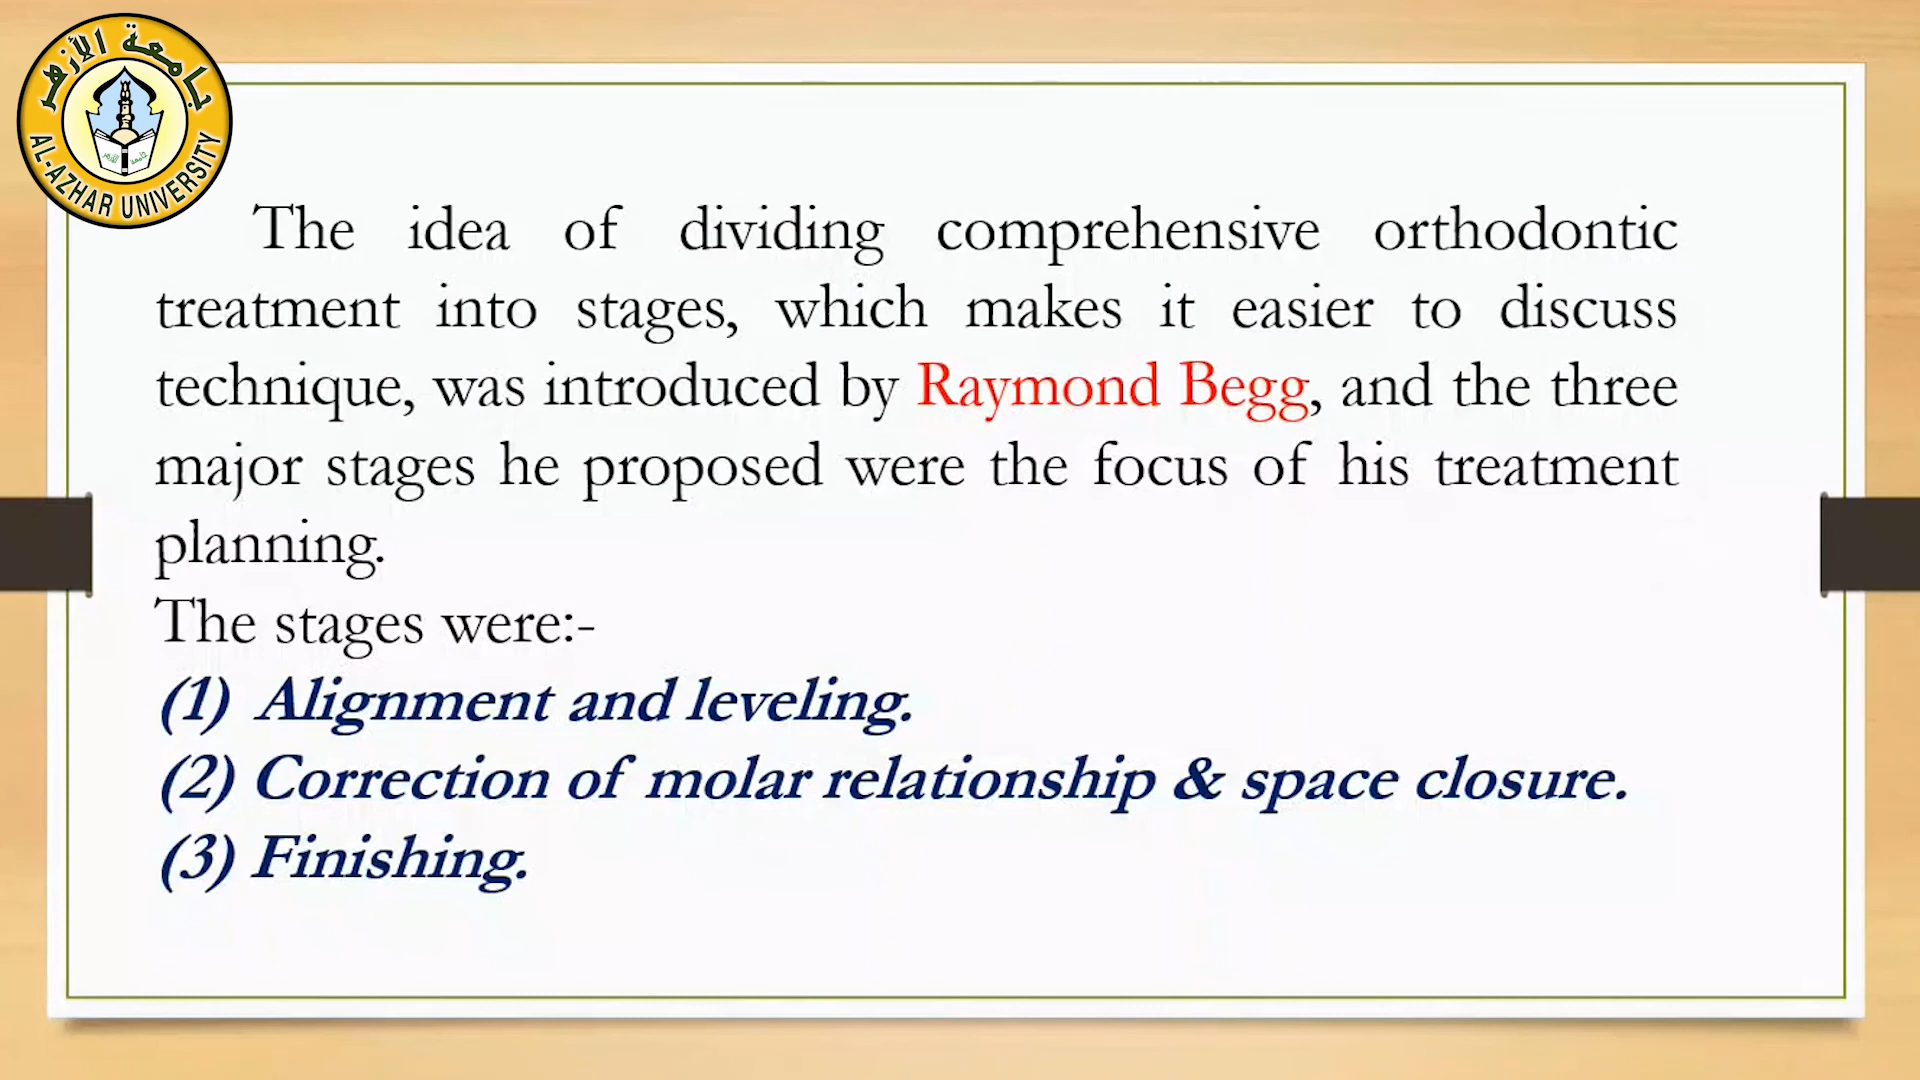 جامعة الأزهر
AL-AZHAR UNIVERSITY
The idea of dividing comprehensive orthodontic
treatment into stages, which makes it easier to discuss
technique, was introduced by Raymond Begg, and the three
major stages he proposed were the focus of his treatment
planning.
The stages were:-
(1) Alignment and leveling.
(2) Correction of molar relationship & space closure.
(3) Finishing.